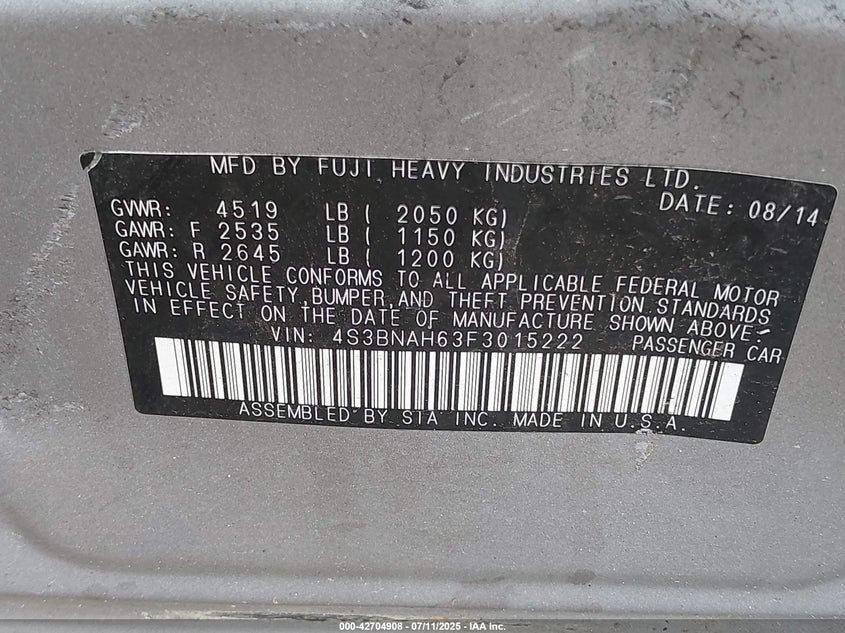 MFD BY FUJI HEAVY INDUSTRIES LTD.
DATE: 08/14
GVWR: 4519 LB ( 2050 KG)
GAWR: F 2535 LB ( 1150 KG)
GAWR: R 2645 LB ( 1200 KG)
THIS VEHICLE CONFORMS TO ALL APPLICABLE FEDERAL MOTOR
VEHICLE SAFETY,BUMPER,AND THEFT PREVENTION STANDARDS
IN EFFECT ON THE DATE OF MANUFACTURE SHOWN ABOVE:
VIN: 4S3BNAH63F3015222 PASSENGER CAR
ASSEMBLED BY SIA INC. MADE IN U.S.A.
000-42704908 - 07/11/2025 - IAA Inc.